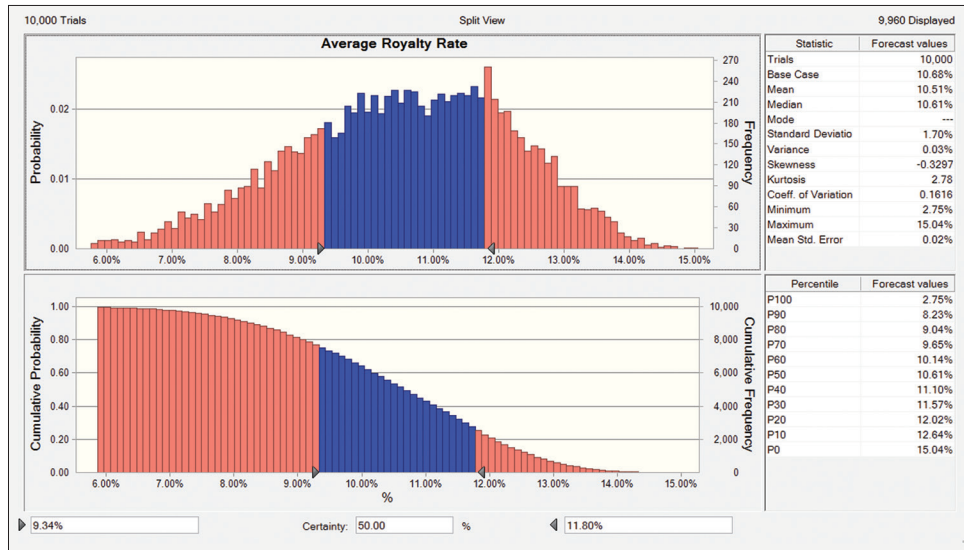 10,000 Trials Split View 9,960 Displayed
Average Royalty Rate
Probability
0.02
0.01
0.00
270
240
210
180
150
120
90
60
30
0
Frequency
6.00% 7.00% 8.00% 9.00% 10.00% 11.00% 12.00% 13.00% 14.00% 15.00%
Statistic Forecast values
Trials 10,000
Base Case 10.68%
Mean 10.51%
Median 10.61%
Mode ---
Standard Deviatio 1.70%
Variance 0.03%
Skewness -0.3297
Kurtosis 2.78
Coeff. of Variation 0.1616
Minimum 2.75%
Maximum 15.04%
Mean Std. Error 0.02%
Cumulative Probability
1.00
0.80
0.60
0.40
0.20
0.00
10,000
8,000
6,000
4,000
2,000
0
Cumulative Frequency
6.00% 7.00% 8.00% 9.00% 10.00% 11.00% 12.00% 13.00% 14.00% 15.00%
%
Percentile Forecast values
P100 2.75%
P90 8.23%
P80 9.04%
P70 9.65%
P60 10.14%
P50 10.61%
P40 11.10%
P30 11.57%
P20 12.02%
P10 12.64%
P0 15.04%
9.34% Certainty: 50.00 % 11.80%